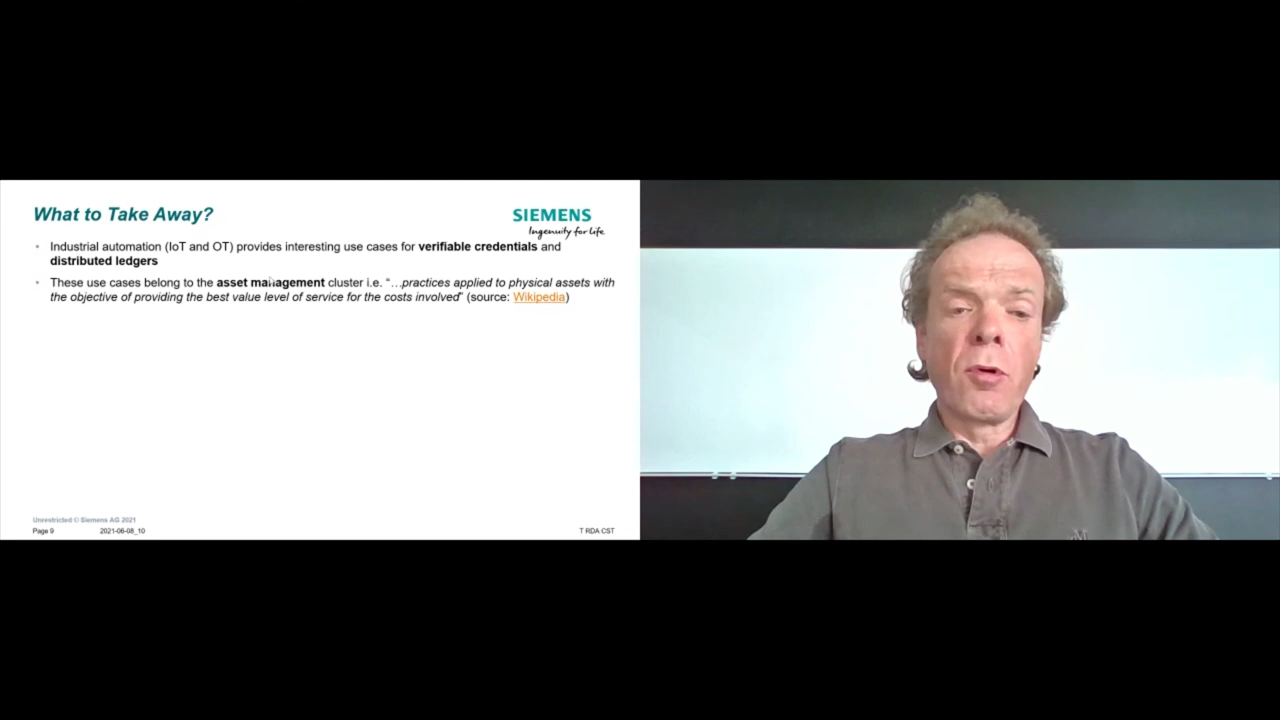 What to Take Away?
SIEMENS
Ingenuity for life
• Industrial automation (IoT and OT) provides interesting use cases for verifiable credentials and
distributed ledgers
• These use cases belong to the asset management cluster i.e. “…practices applied to physical assets with
the objective of providing the best value level of service for the costs involved” (source: Wikipedia)
Unrestricted © Siemens AG 2021
Page 9 2021-06-08_10 T RDA CST